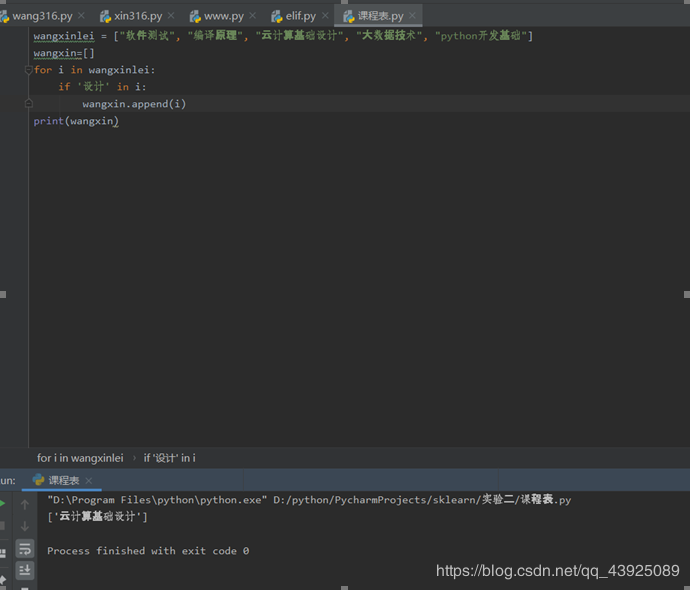 wang316.py xin316.py www.py elif.py 课程表.py
wangxinlei = ["软件测试", "编译原理", "云计算基础设计", "大数据技术", "python开发基础"]
wangxin=[]
for i in wangxinlei:
if '设计' in i:
wangxin.append(i)
print(wangxin)
for i in wangxinlei › if '设计' in i
un: 课程表
"D:\Program Files\python\python.exe" D:/python/PycharmProjects/sklearn/实验二/课程表.py
['云计算基础设计']
Process finished with exit code 0
https://blog.csdn.net/qq_43925089